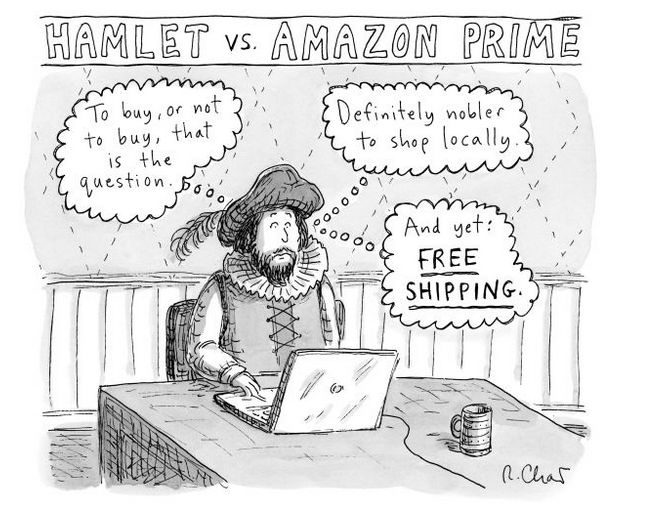 HAMLET vs. AMAZON PRIME
To buy, or not
to buy, that
is the
question.
Definitely nobler
to shop locally.
And yet:
FREE
SHIPPING.
R. Chas